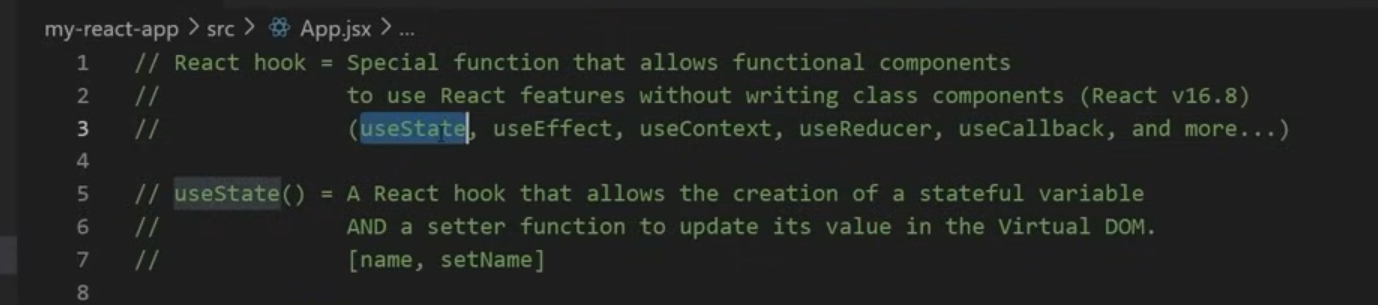 my-react-app > src > App.jsx > ...
1 // React hook = Special function that allows functional components
2 // to use React features without writing class components (React v16.8)
3 // (useState, useEffect, useContext, useReducer, useCallback, and more...)
4
5 // useState() = A React hook that allows the creation of a stateful variable
6 // AND a setter function to update its value in the Virtual DOM.
7 // [name, setName]
8